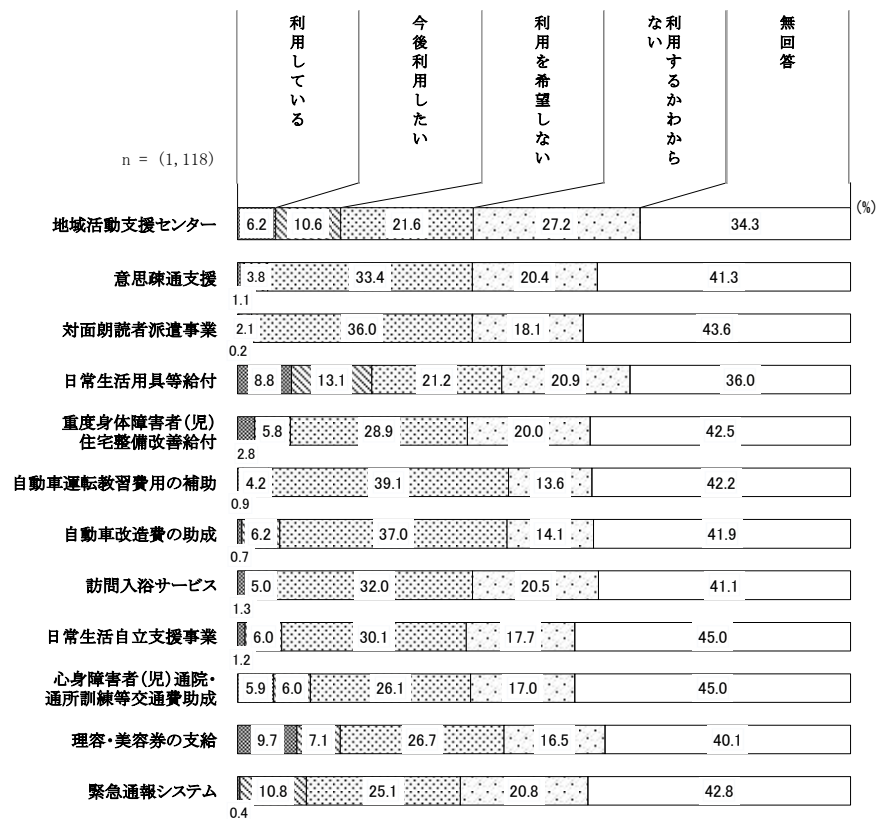 利用している
今後利用したい
利用を希望しない
利用するかわから
ない
無回答
n = (1,118)
(%)
地域活動支援センター
6.2 10.6 21.6 27.2 34.3
意思疎通支援
3.8 33.4 20.4 41.3
1.1
対面朗読者派遣事業
2.1 36.0 18.1 43.6
0.2
日常生活用具等給付
8.8 13.1 21.2 20.9 36.0
重度身体障害者(児)
住宅整備改善給付
5.8 28.9 20.0 42.5
2.8
自動車運転教習費用の補助
4.2 39.1 13.6 42.2
0.9
自動車改造費の助成
6.2 37.0 14.1 41.9
0.7
訪問入浴サービス
5.0 32.0 20.5 41.1
1.3
日常生活自立支援事業
6.0 30.1 17.7 45.0
1.2
心身障害者(児)通院・
通所訓練等交通費助成
5.9 6.0 26.1 17.0 45.0
理容・美容券の支給
9.7 7.1 26.7 16.5 40.1
緊急通報システム
10.8 25.1 20.8 42.8
0.4